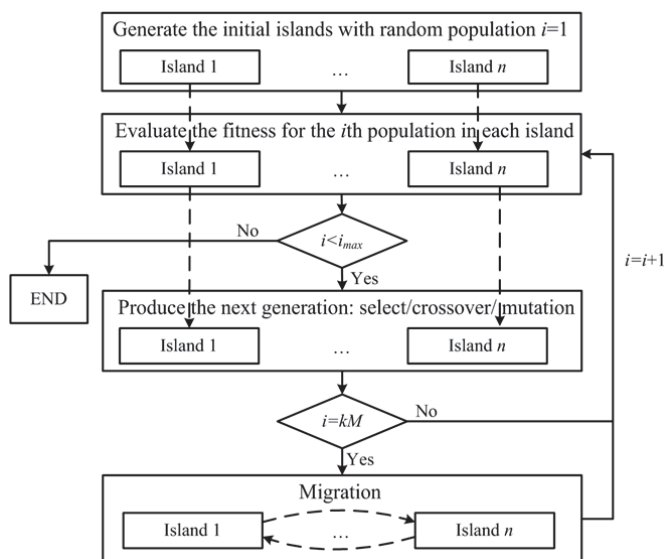 Generate the initial islands with random population i=1
Island 1 ... Island n
Evaluate the fitness for the ith population in each island
Island 1 ... Island n
No
i<i_max
i=i+1
Yes
END
Produce the next generation: select/crossover/mutation
Island 1 ... Island n
i=kM
No
Yes
Migration
Island 1 ... Island n